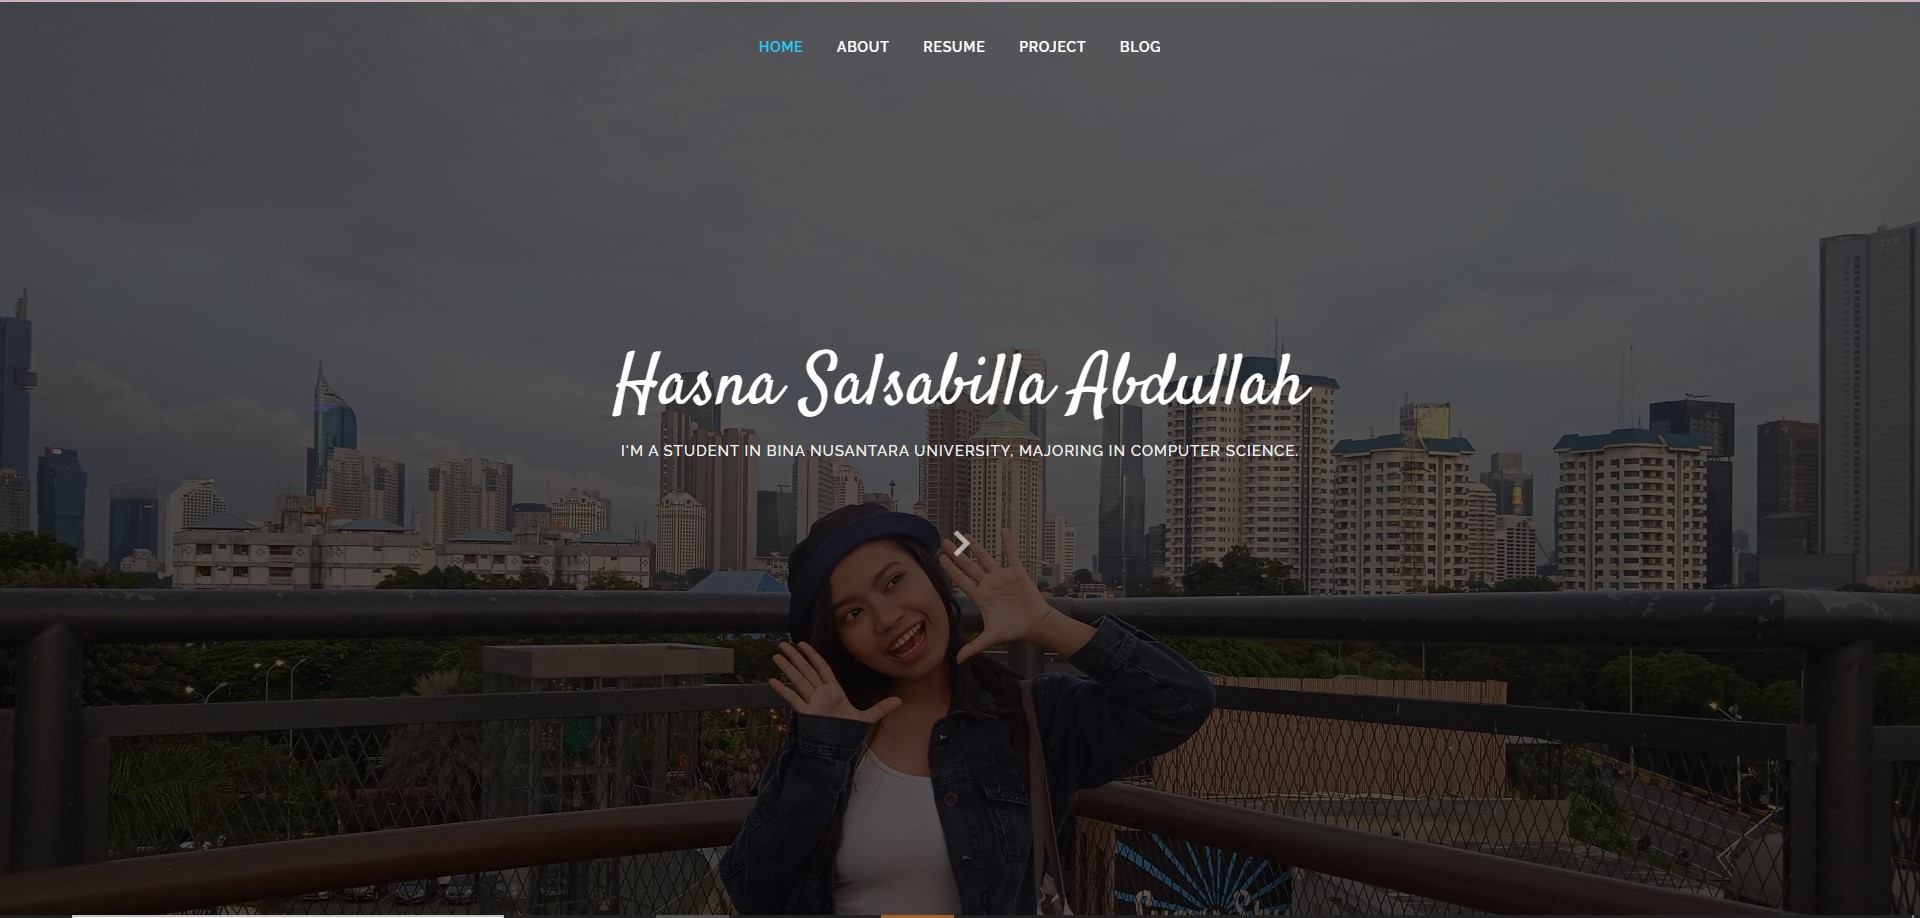 HOME ABOUT RESUME PROJECT BLOG
Hasna Salsabilla Abdullah
I'M A STUDENT IN BINA NUSANTARA UNIVERSITY, MAJORING IN COMPUTER SCIENCE.